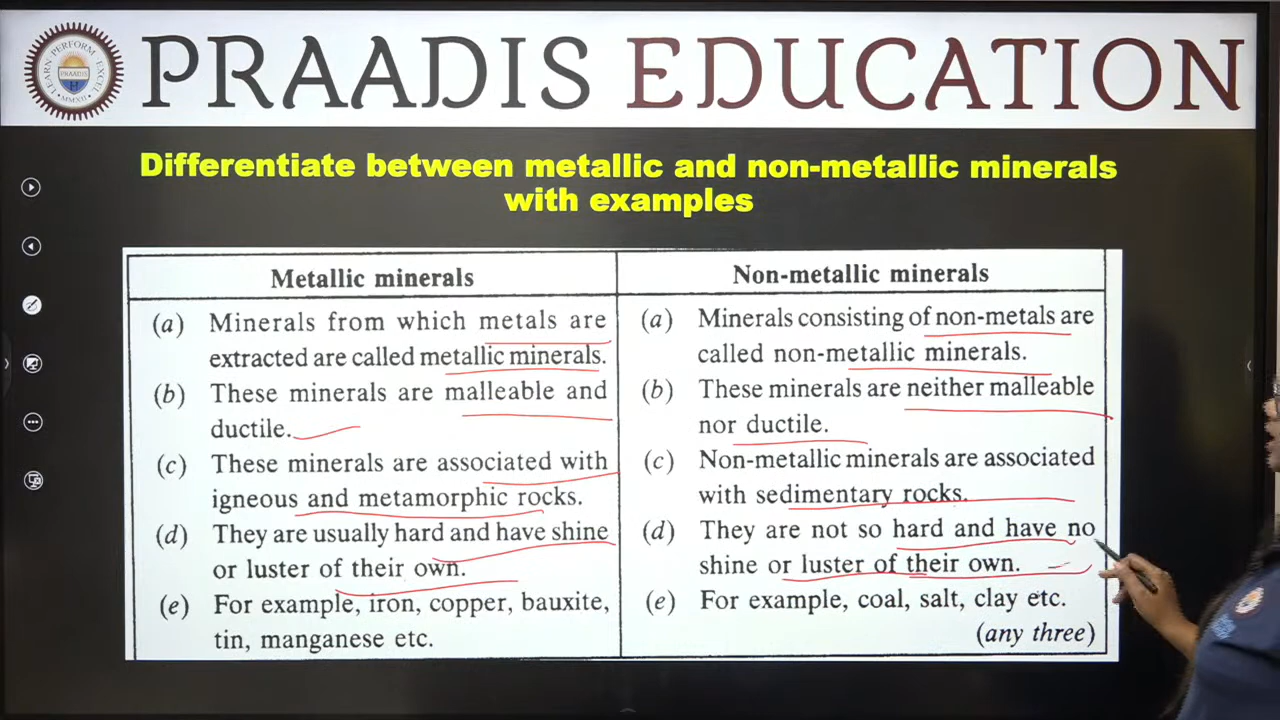 PRAADIS EDUCATION
LEARN PERFORM EXCEL
PRAADIS
MMXII
Differentiate between metallic and non-metallic minerals
with examples
Metallic minerals
(a) Minerals from which metals are
extracted are called metallic minerals.
(b) These minerals are malleable and
ductile.
(c) These minerals are associated with
igneous and metamorphic rocks.
(d) They are usually hard and have shine
or luster of their own.
(e) For example, iron, copper, bauxite,
tin, manganese etc.
Non-metallic minerals
(a) Minerals consisting of non-metals are
called non-metallic minerals.
(b) These minerals are neither malleable
nor ductile.
(c) Non-metallic minerals are associated
with sedimentary rocks.
(d) They are not so hard and have no
shine or luster of their own.
(e) For example, coal, salt, clay etc.
(any three)